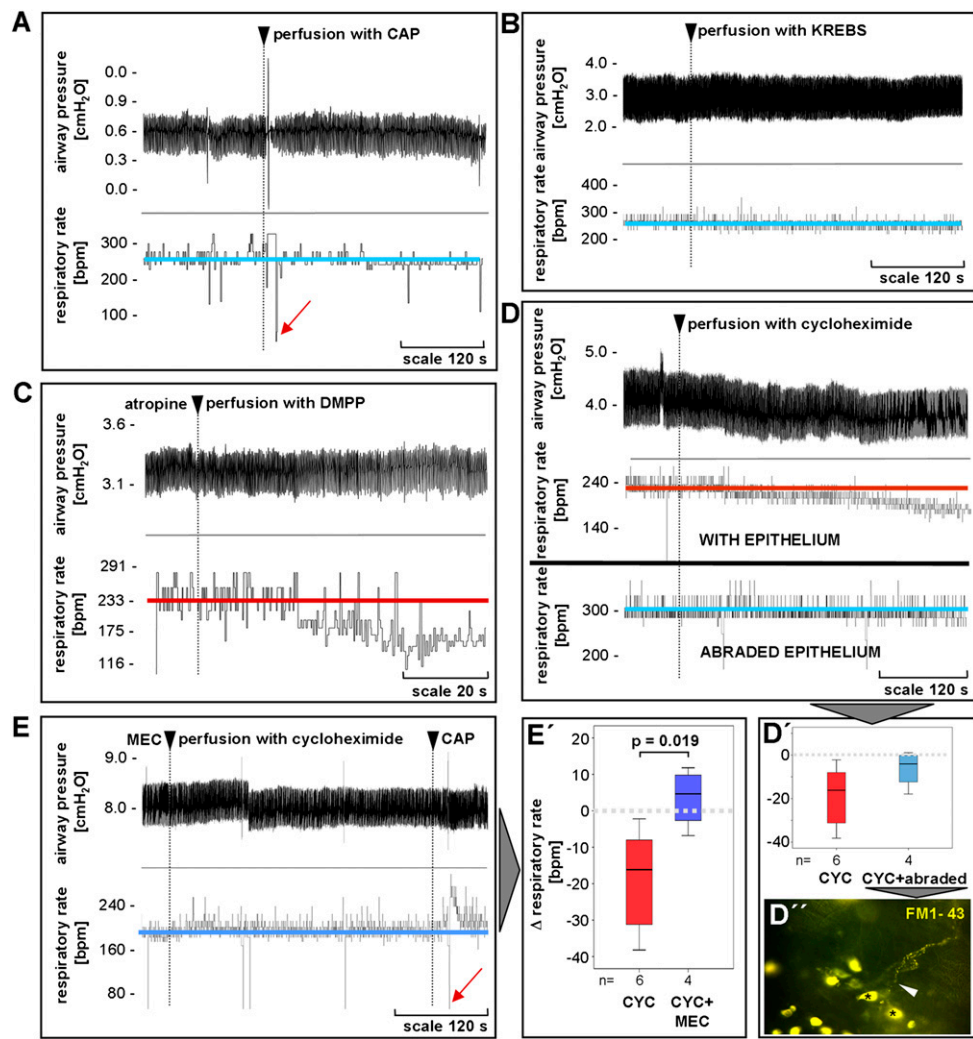 A
perfusion with CAP
airway pressure
[cmH₂O]
0.0 -
0.9 -
0.6 -
0.3 -
0.0 -
respiratory rate
[bpm]
300 -
200 -
100 -
scale 120 s
B
perfusion with KREBS
airway pressure
[cmH₂O]
4.0 -
3.0 -
2.0 -
respiratory rate
[bpm]
400 -
300 -
200 -
scale 120 s
C
atropine
perfusion with DMPP
airway pressure
[cmH₂O]
3.6 -
3.1 -
respiratory rate
[bpm]
291 -
233 -
175 -
116 -
scale 20 s
D
perfusion with cycloheximide
airway pressure
[cmH₂O]
5.0 -
4.0 -
respiratory rate
[bpm]
240 -
140 -
WITH EPITHELIUM
respiratory rate
[bpm]
300 -
200 -
ABRADED EPITHELIUM
scale 120 s
E
MEC
perfusion with cycloheximide
CAP
airway pressure
[cmH₂O]
9.0 -
8.0 -
respiratory rate
[bpm]
240 -
160 -
80 -
scale 120 s
E´
p = 0.019
Δ respiratory rate
[bpm]
20
10
0
-10
-20
-30
-40
n=
6
4
CYC
CYC+
MEC
D´
0
-20
-40
n=
6
4
CYC
CYC+abraded
D´´
FM1-43
*
*